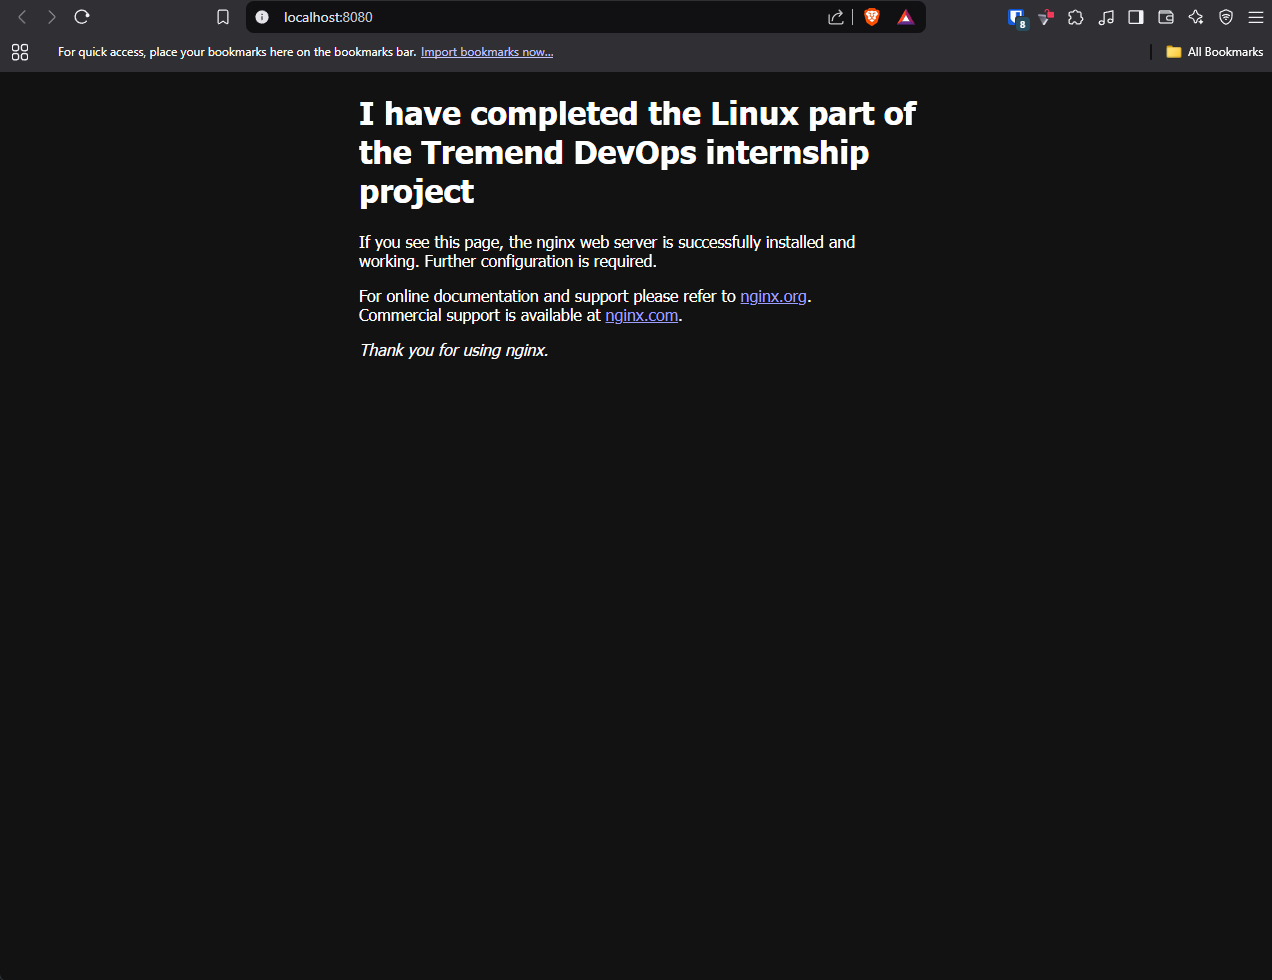 localhost:8080
8
For quick access, place your bookmarks here on the bookmarks bar. Import bookmarks now...
All Bookmarks
I have completed the Linux part of
the Tremend DevOps internship
project
If you see this page, the nginx web server is successfully installed and
working. Further configuration is required.
For online documentation and support please refer to nginx.org.
Commercial support is available at nginx.com.
Thank you for using nginx.